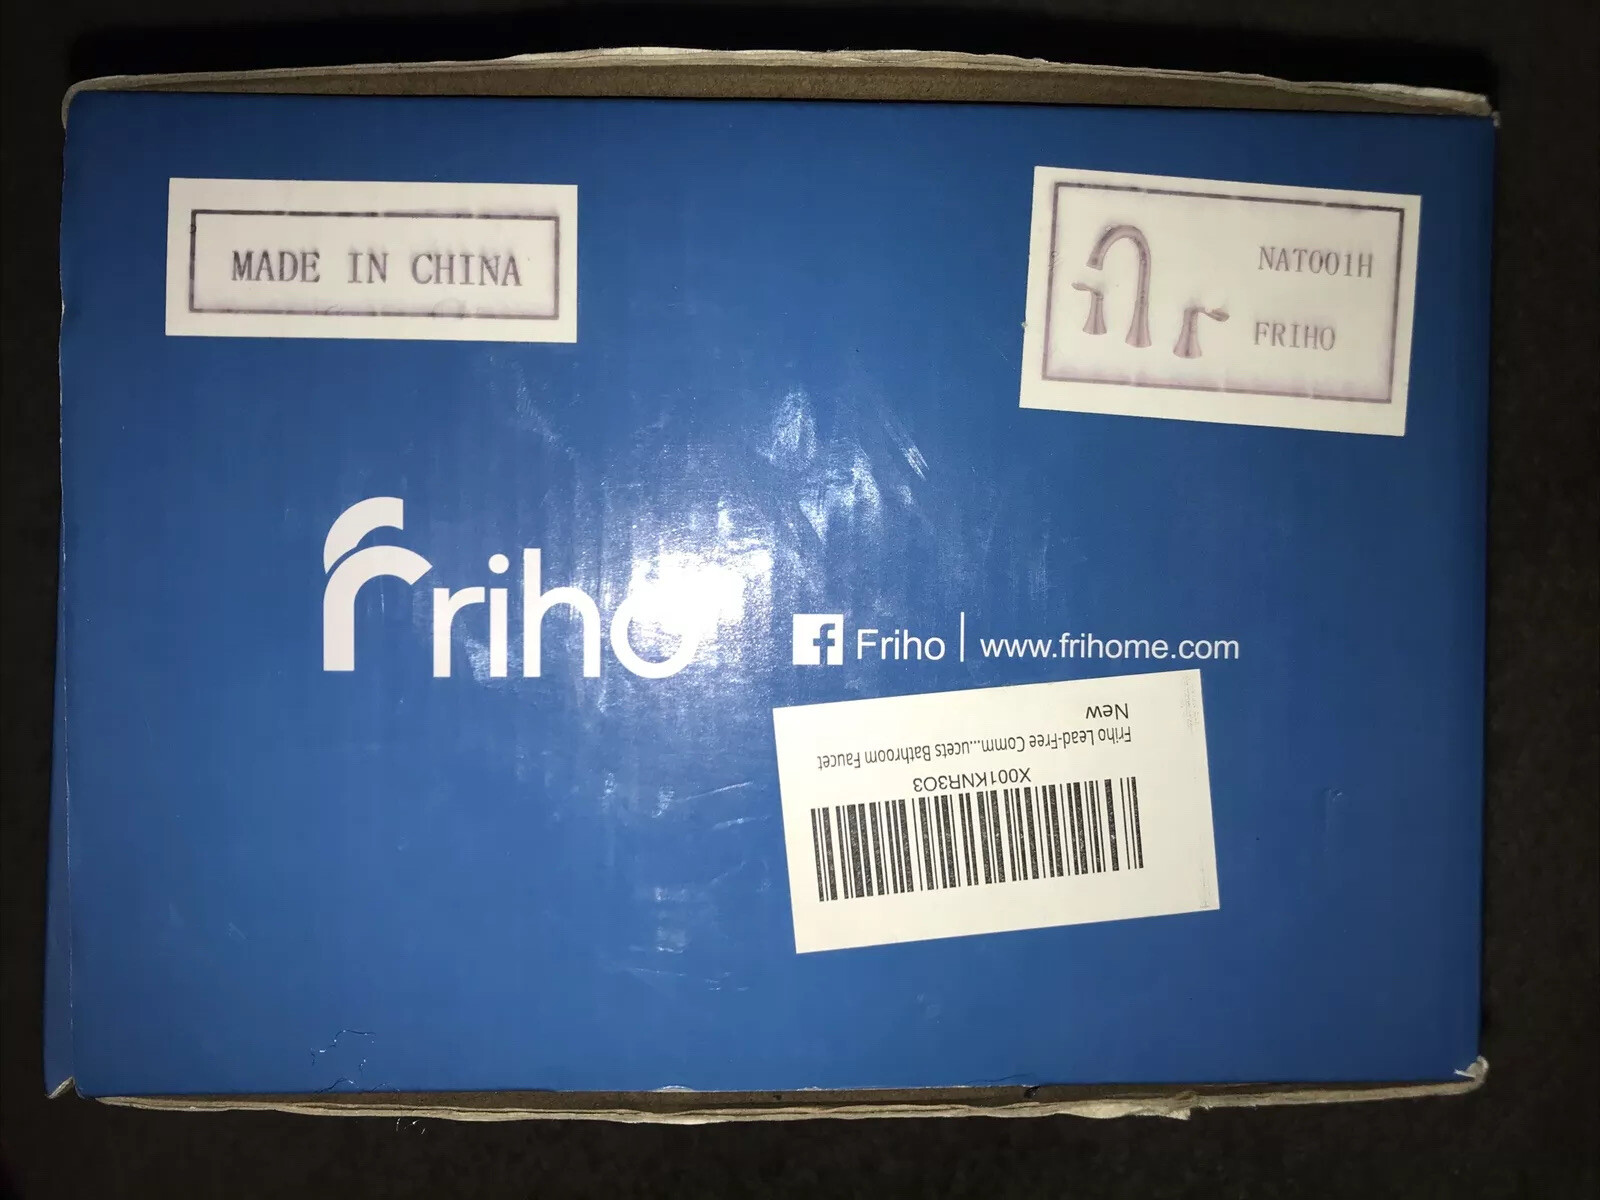 MADE IN CHINA
NAT001H
FRIHO
Friho
Friho | www.frihome.com
New
Friho Lead-Free Comm...ucets Bathroom Faucet
X001KNR3O3